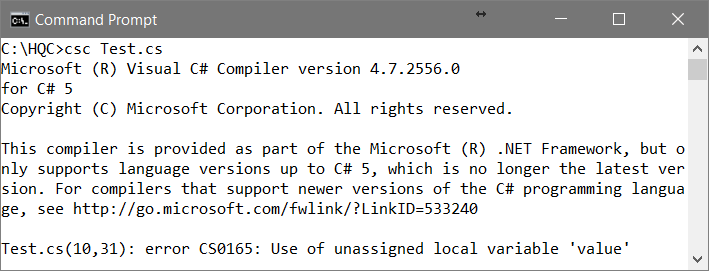 Command Prompt
C:\HQC>csc Test.cs
Microsoft (R) Visual C# Compiler version 4.7.2556.0
for C# 5
Copyright (C) Microsoft Corporation. All rights reserved.
This compiler is provided as part of the Microsoft (R) .NET Framework, but o
nly supports language versions up to C# 5, which is no longer the latest ver
sion. For compilers that support newer versions of the C# programming langua
ge, see http://go.microsoft.com/fwlink/?LinkID=533240
Test.cs(10,31): error CS0165: Use of unassigned local variable 'value'